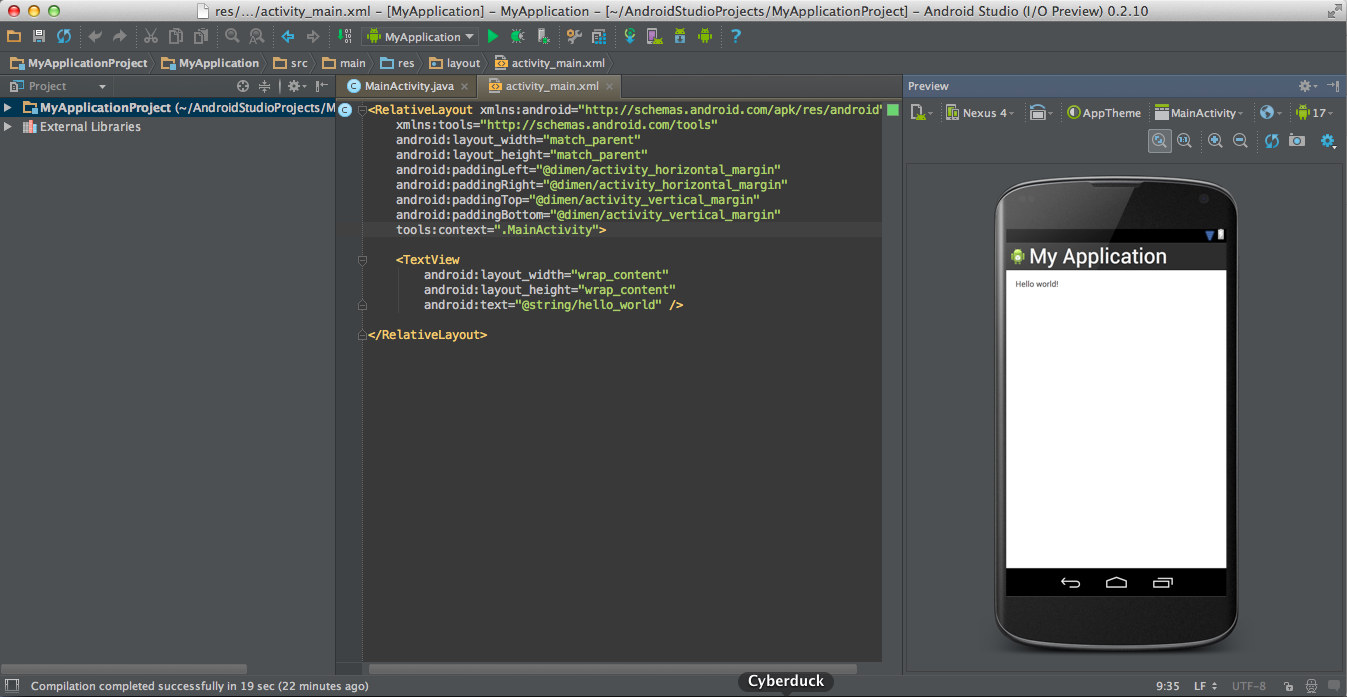 res/.../activity_main.xml - [MyApplication] - MyApplication - [~/AndroidStudioProjects/MyApplicationProject] - Android Studio (I/O Preview) 0.2.10
MyApplication
MyApplicationProject MyApplication src main res layout activity_main.xml
Project MainActivity.java activity_main.xml Preview
MyApplicationProject (~/AndroidStudioProjects/M
External Libraries
<RelativeLayout xmlns:android="http://schemas.android.com/apk/res/android"
xmlns:tools="http://schemas.android.com/tools"
android:layout_width="match_parent"
android:layout_height="match_parent"
android:paddingLeft="@dimen/activity_horizontal_margin"
android:paddingRight="@dimen/activity_horizontal_margin"
android:paddingTop="@dimen/activity_vertical_margin"
android:paddingBottom="@dimen/activity_vertical_margin"
tools:context=".MainActivity">
<TextView
android:layout_width="wrap_content"
android:layout_height="wrap_content"
android:text="@string/hello_world" />
</RelativeLayout>
Nexus 4 AppTheme MainActivity 17
1:1
My Application
Hello world!
Compilation completed successfully in 19 sec (22 minutes ago) 9:35 LF UTF-8
Cyberduck